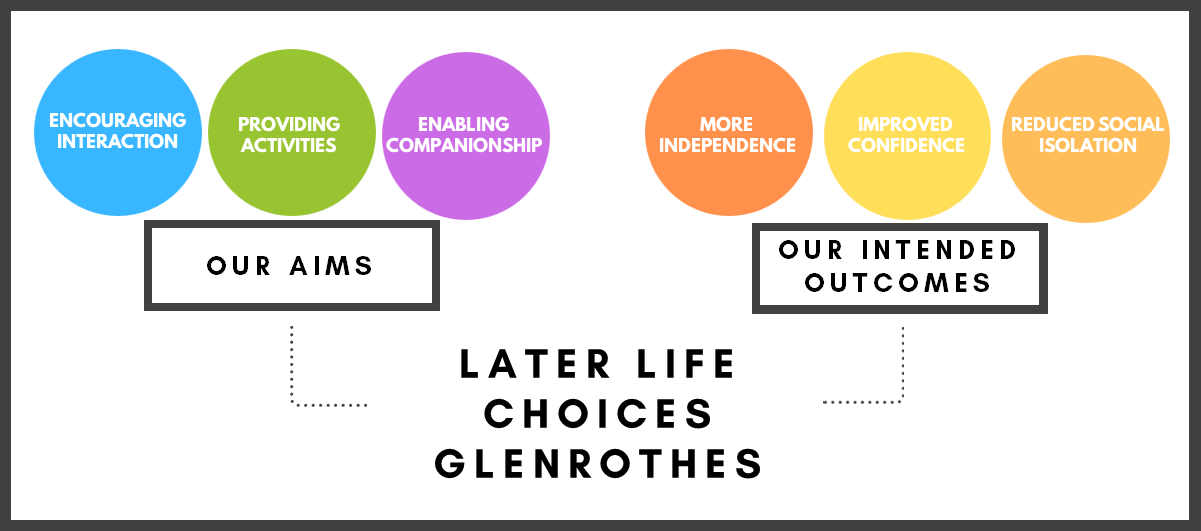 ENCOURAGING
INTERACTION
PROVIDING
ACTIVITIES
ENABLING
COMPANIONSHIP
OUR AIMS
MORE
INDEPENDENCE
IMPROVED
CONFIDENCE
REDUCED SOCIAL
ISOLATION
OUR INTENDED
OUTCOMES
LATER LIFE
CHOICES
GLENROTHES